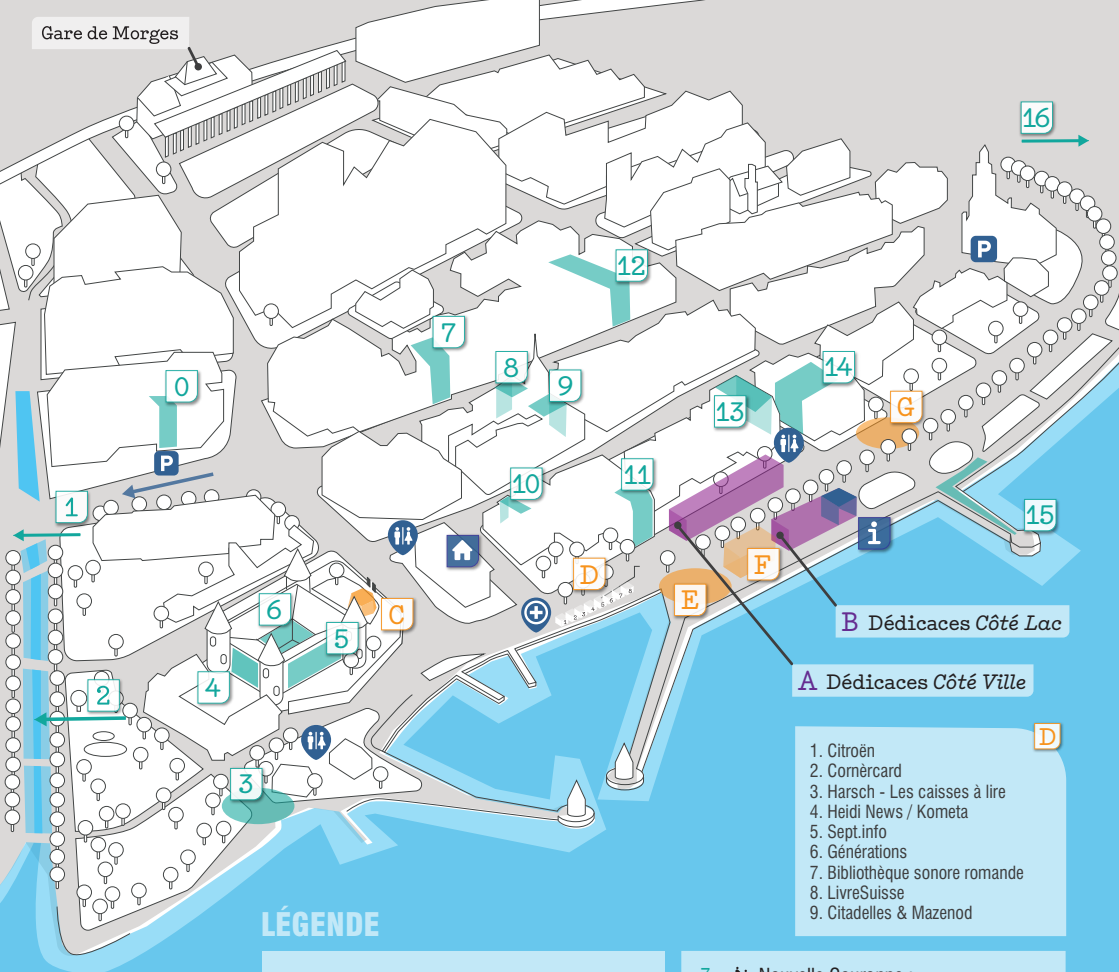 Gare de Morges
16
P
12
7
8
9
14
13
0
G
P
10
11
1
15
i
D
F
E
C
6
5
B Dédicaces Côté Lac
4
A Dédicaces Côté Ville
2
3
D
1. Citroën
2. Cornèrcard
3. Harsch - Les caisses à lire
4. Heidi News / Kometa
5. Sept.info
6. Générations
7. Bibliothèque sonore romande
8. LivreSuisse
9. Citadelles & Mazenod
LÉGENDE